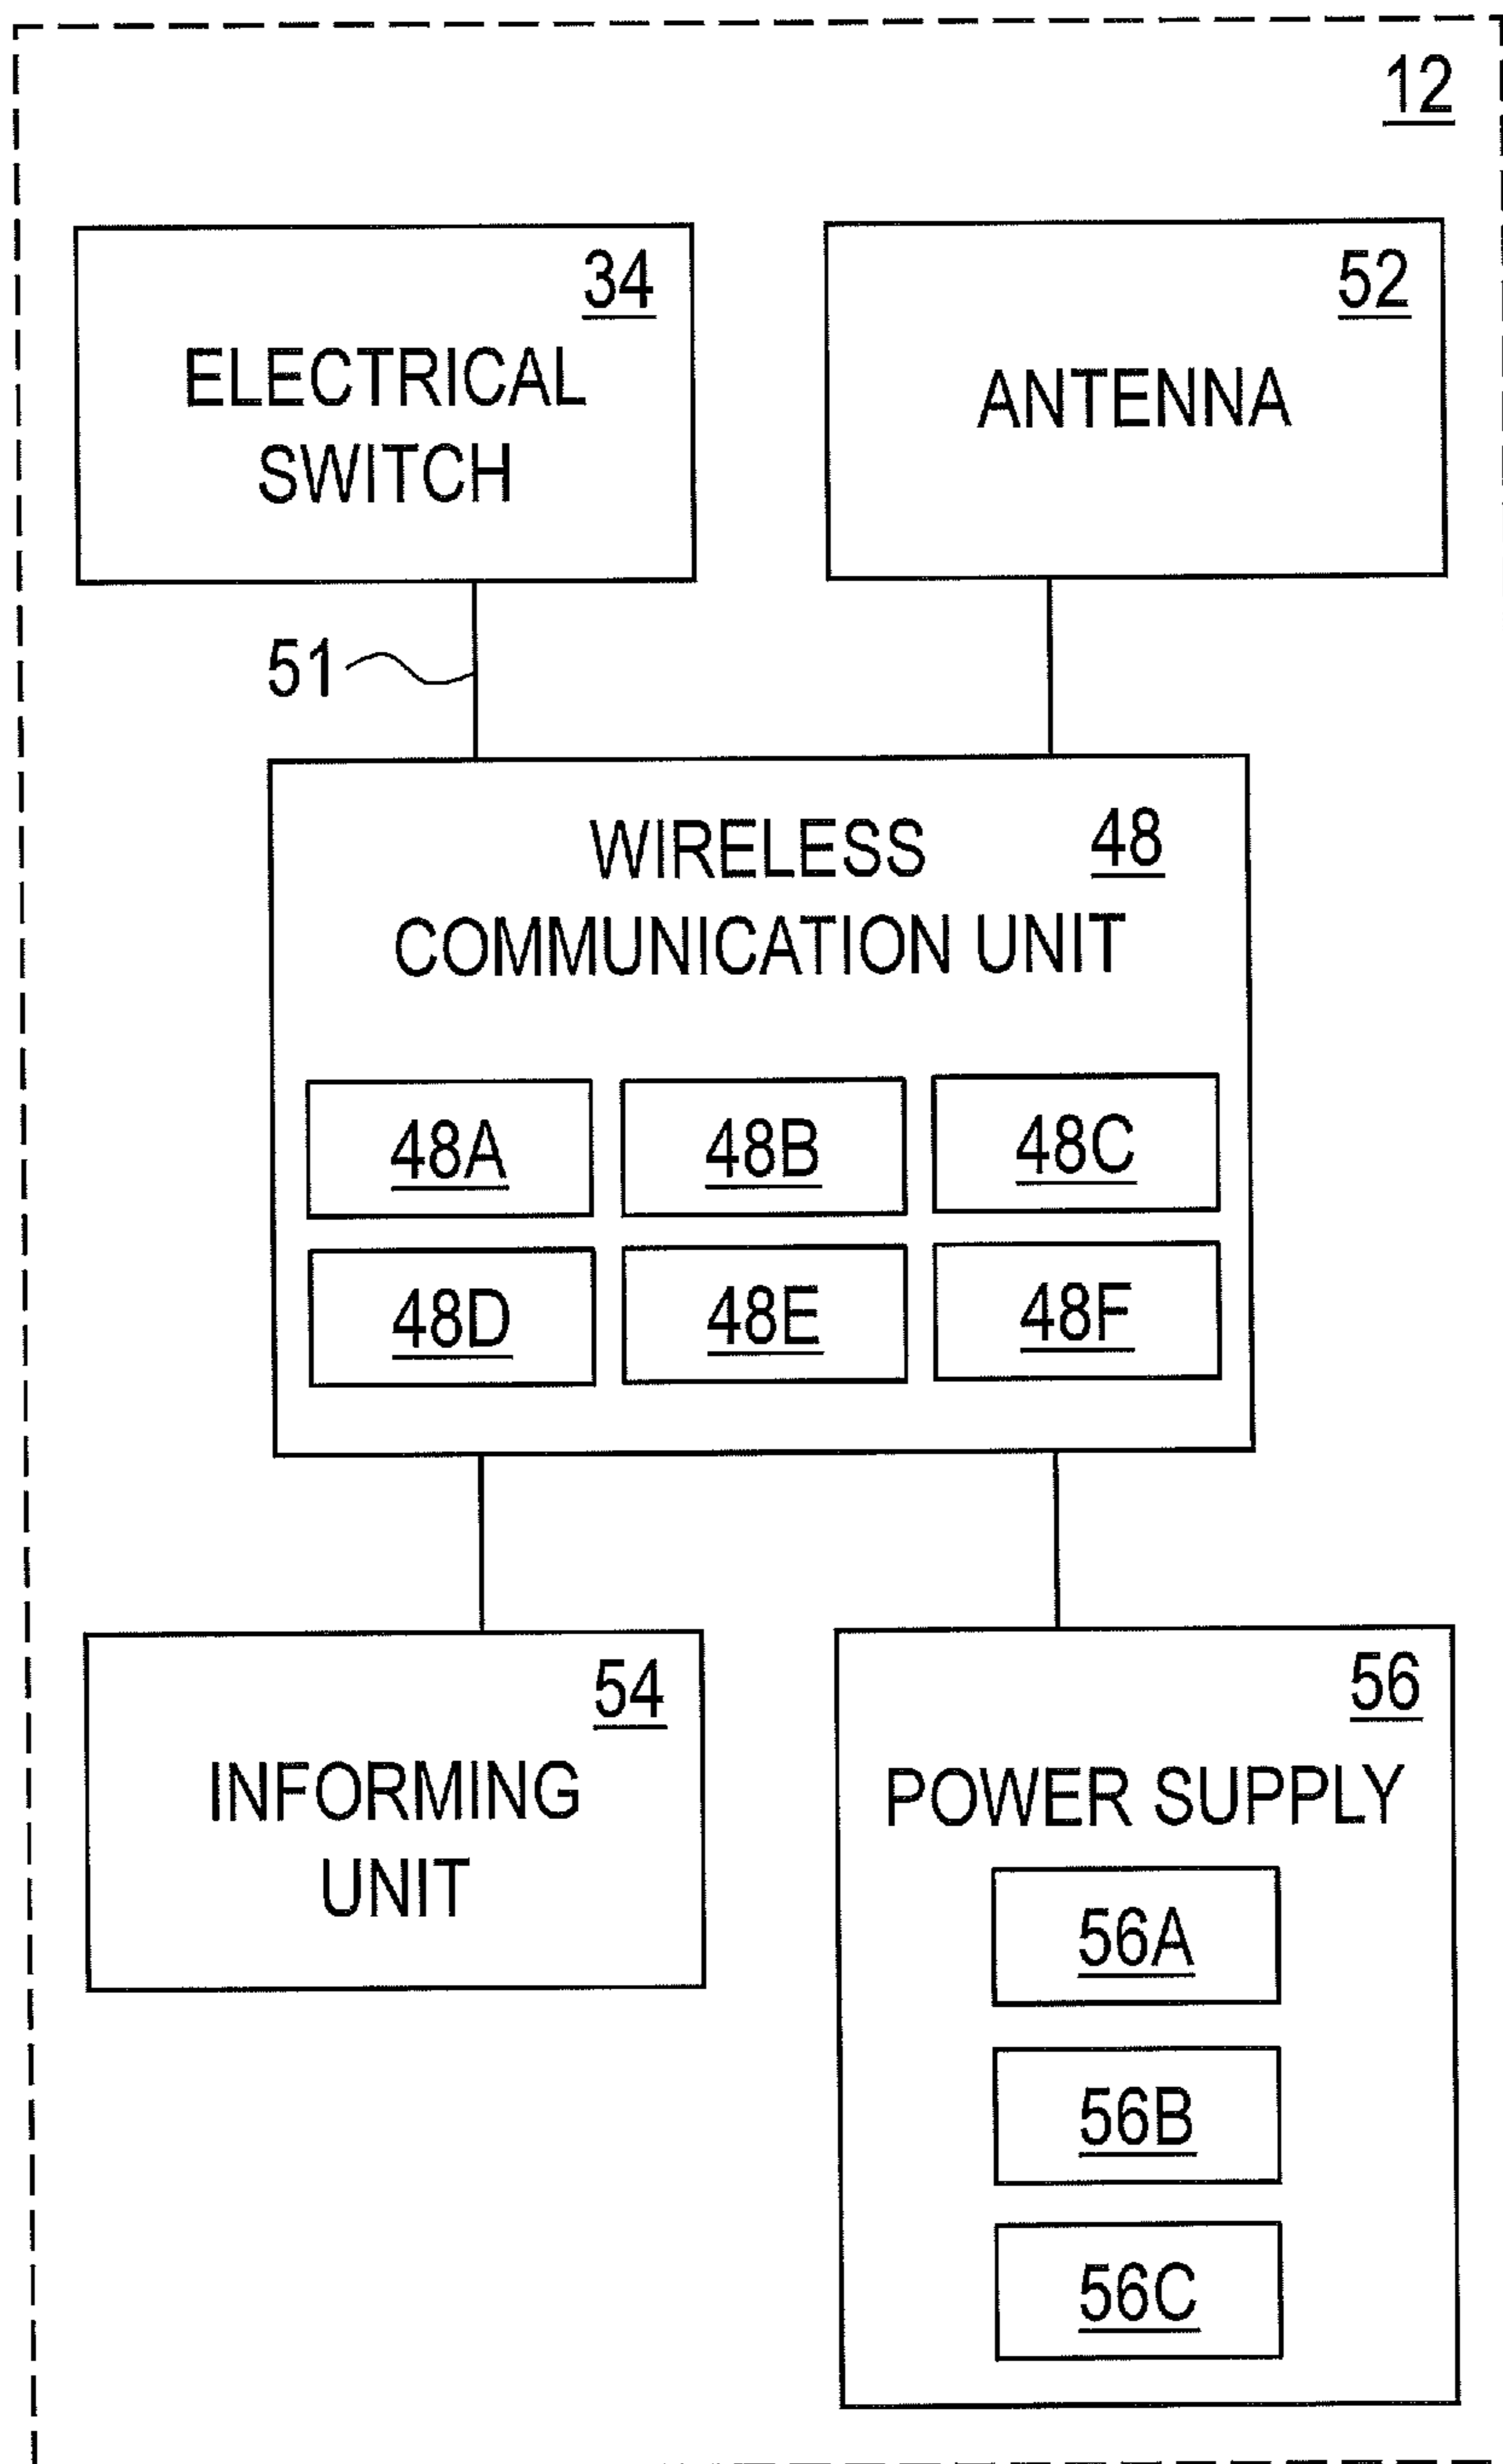 12
34
ELECTRICAL
SWITCH
52
ANTENNA
51
WIRELESS 48
COMMUNICATION UNIT
48A 48B 48C
48D 48E 48F
54
INFORMING
UNIT
56
POWER SUPPLY
56A
56B
56C